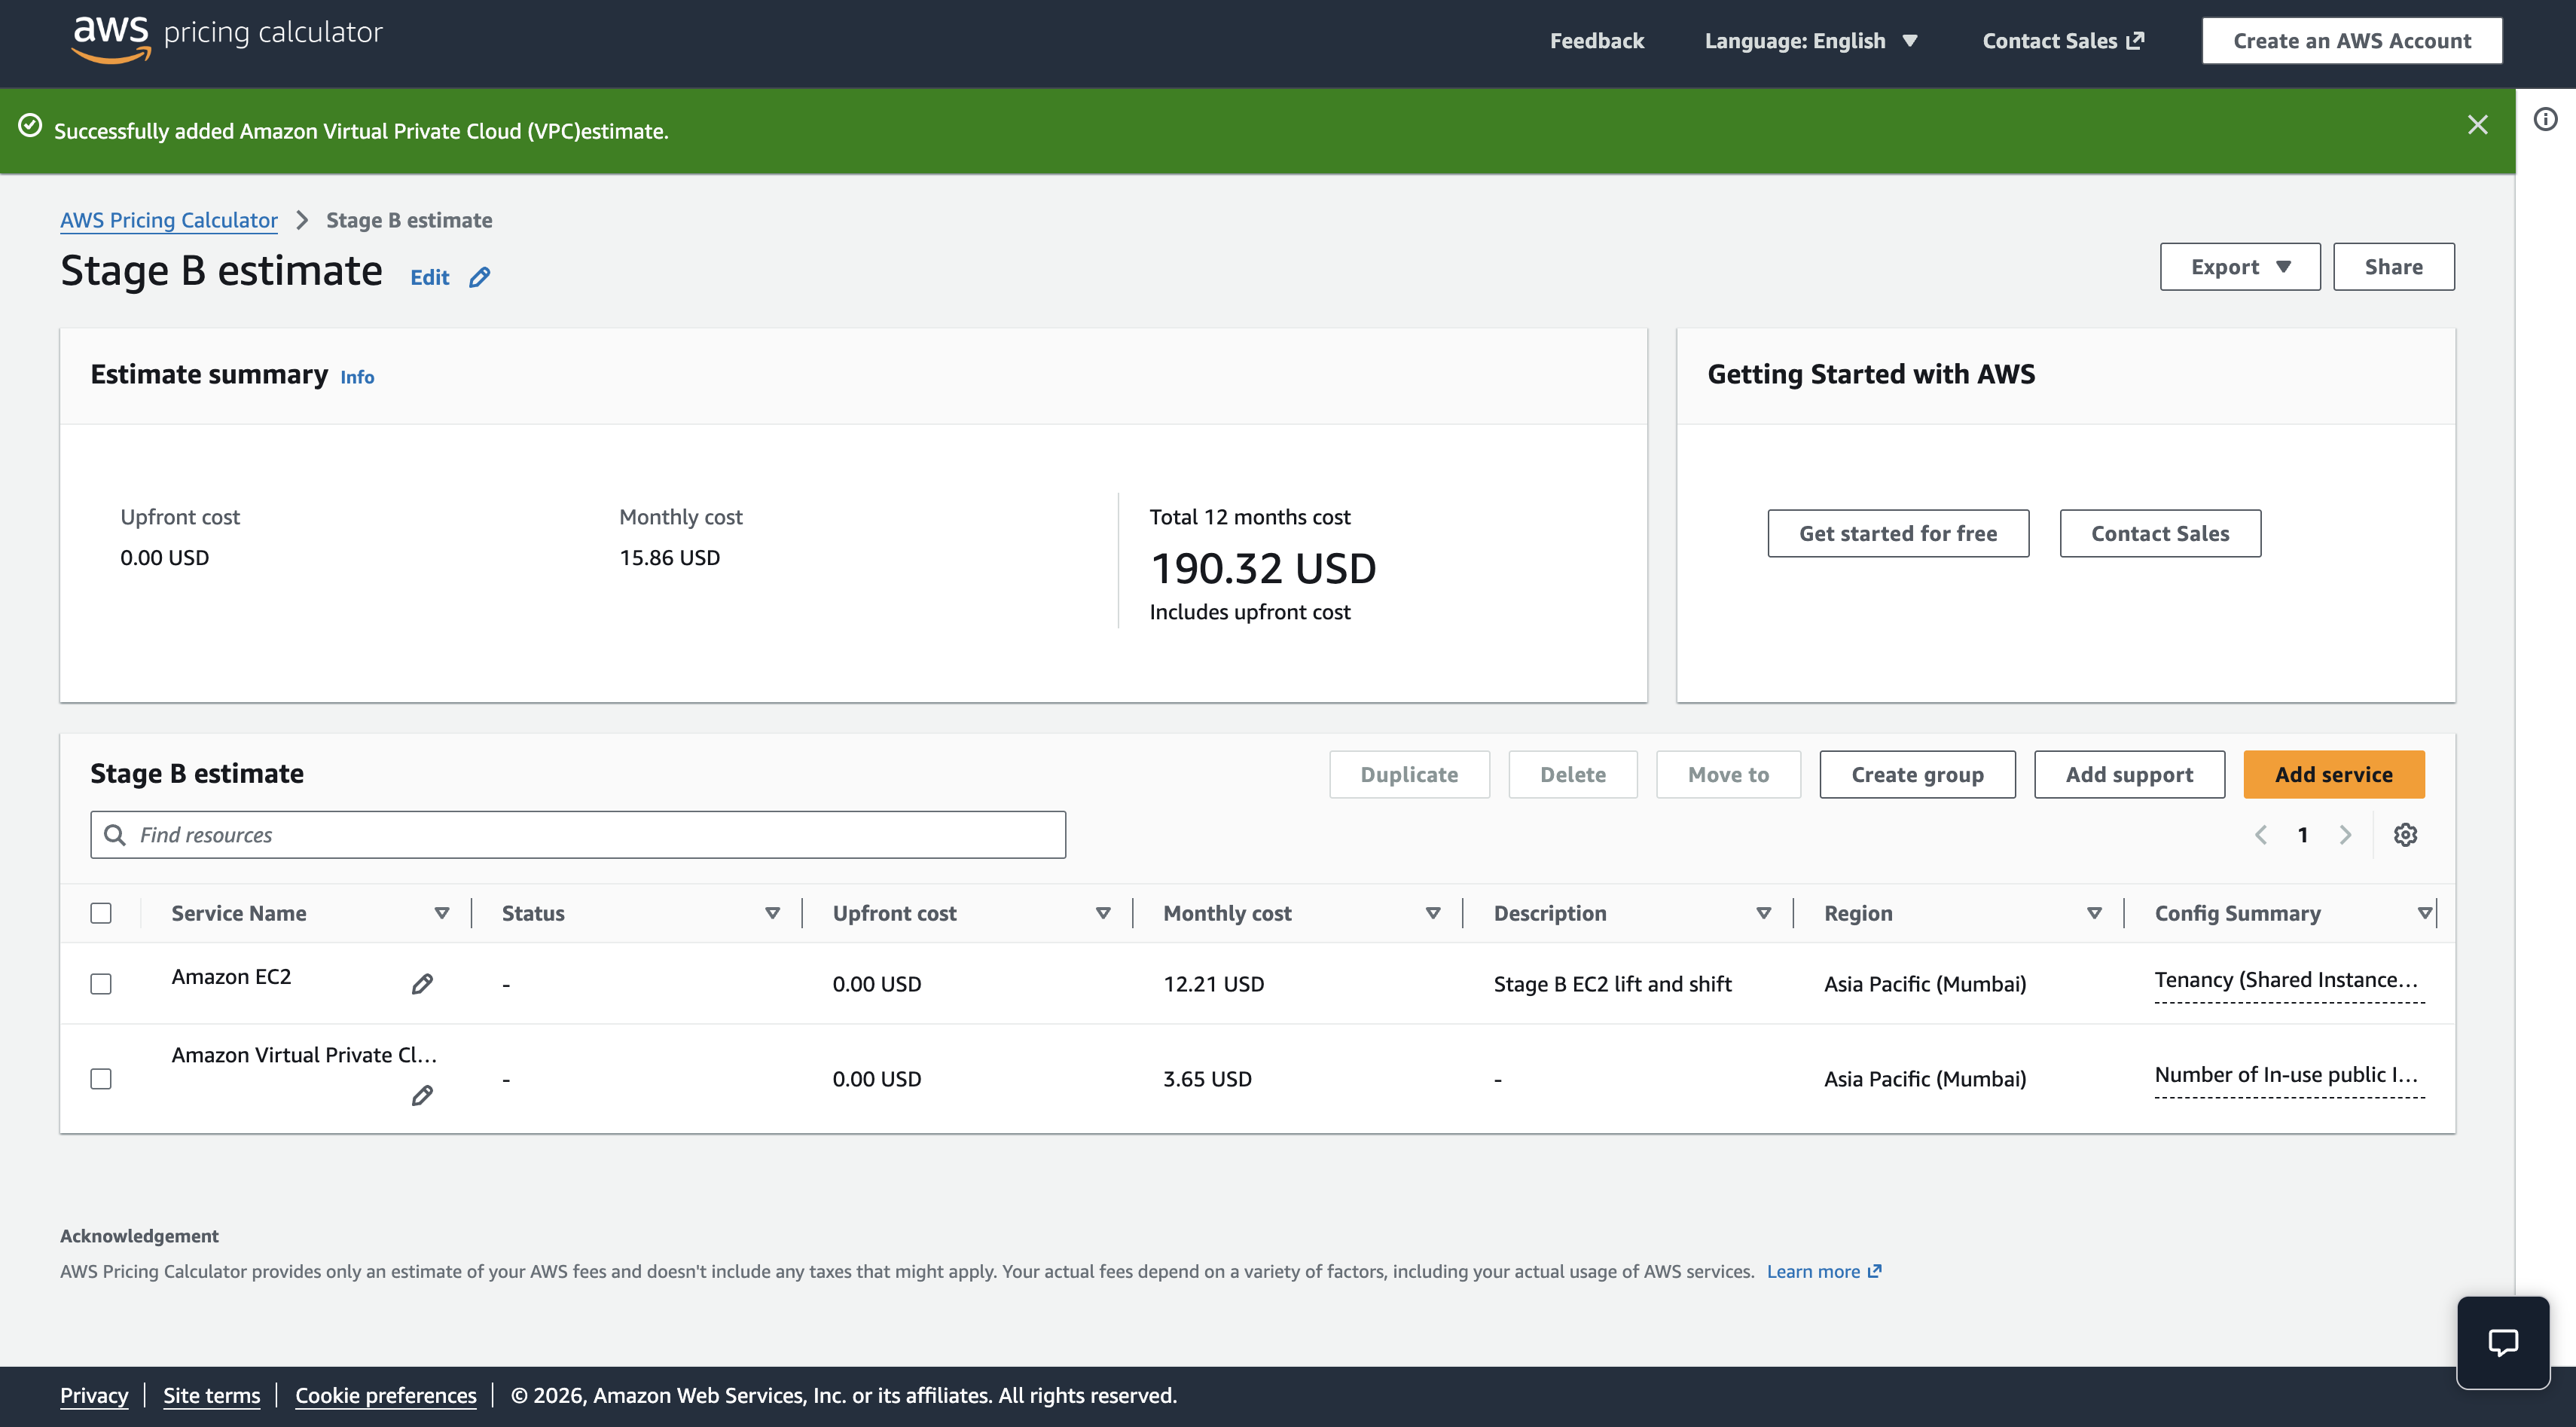 aws pricing calculator
Feedback
Language: English
Contact Sales
Create an AWS Account
Successfully added Amazon Virtual Private Cloud (VPC)estimate.
AWS Pricing Calculator
Stage B estimate
Stage B estimate
Edit
Export
Share
Estimate summary
Info
Upfront cost
0.00 USD
Monthly cost
15.86 USD
Total 12 months cost
190.32 USD
Includes upfront cost
Getting Started with AWS
Get started for free
Contact Sales
Stage B estimate
Duplicate
Delete
Move to
Create group
Add support
Add service
Find resources
1
Service Name
Status
Upfront cost
Monthly cost
Description
Region
Config Summary
Amazon EC2
-
0.00 USD
12.21 USD
Stage B EC2 lift and shift
Asia Pacific (Mumbai)
Tenancy (Shared Instance...
Amazon Virtual Private Cl...
-
0.00 USD
3.65 USD
-
Asia Pacific (Mumbai)
Number of In-use public I...
Acknowledgement
AWS Pricing Calculator provides only an estimate of your AWS fees and doesn't include any taxes that might apply. Your actual fees depend on a variety of factors, including your actual usage of AWS services. Learn more
Privacy
Site terms
Cookie preferences
© 2026, Amazon Web Services, Inc. or its affiliates. All rights reserved.